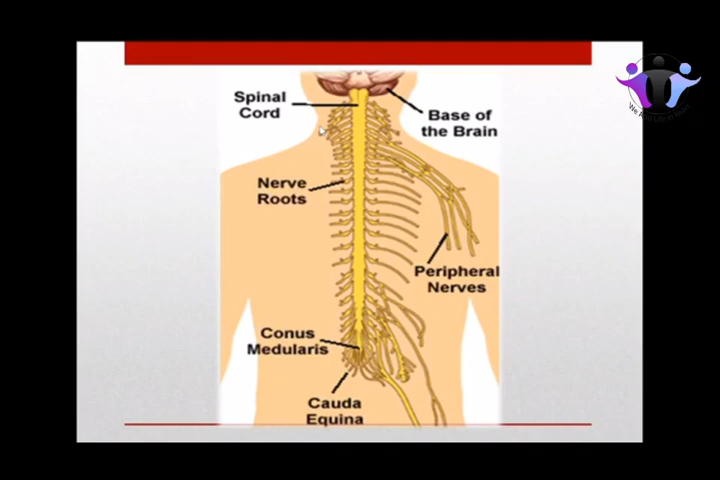 Spinal
Cord
Base of
the Brain
Nerve
Roots
Peripheral
Nerves
Conus
Medularis
Cauda
Equina